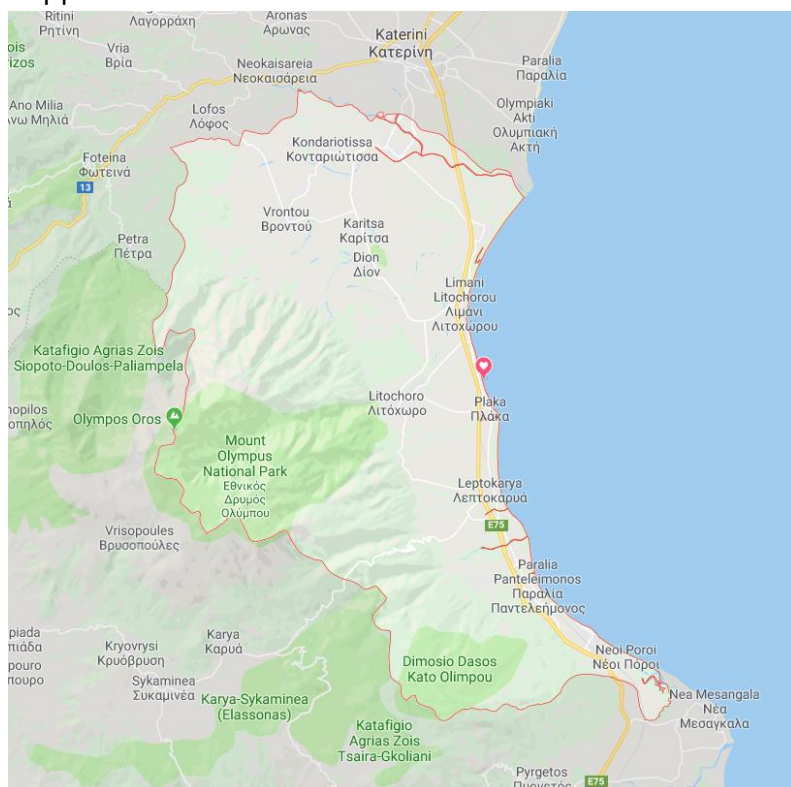 Ritini
Ρητίνη
Λαγορράχη
Aronas
Αρωνας
Katerini
Κατερίνη
Vria
Βρία
Neokaisareia
Νεοκαισάρεια
Paralia
Παραλία
Ano Milia
Lofos
Λόφος
Olympiaki
Akti
Ολυμπιακή
Ακτή
Kondariotissa
Κονταριώτισσα
Foteina
Φωτεινά
13
Vrontou
Βροντού
Karitsa
Καρίτσα
Petra
Πέτρα
Dion
Δίον
Limani
Litochorou
Λιμάνι
Λιτοχώρου
Katafigio Agrias Zois
Siopoto-Doulos-Paliampela
Litochoro
Λιτόχωρο
Plaka
Πλάκα
Olympos Oros
Mount
Olympus
National Park
Εθνικός
Δρυμός
Ολύμπου
Leptokarya
Λεπτοκαρυά
E75
Vrisopoules
Βρυσοπούλες
Paralia
Panteleimonos
Παραλία
Παντελεήμονος
Karya
Καρυά
Kryovrysi
Κρυόβρυση
Neoi Poroi
Νέοι Πόροι
Dimosio Dasos
Kato Olimpou
Sykaminea
Συκαμινέα
Karya-Sykaminea
(Elassonas)
Nea Mesangala
Νέα
Μεσαγκαλα
Katafigio
Agrias Zois
Tsaira-Gkoliani
Pyrgetos
E75